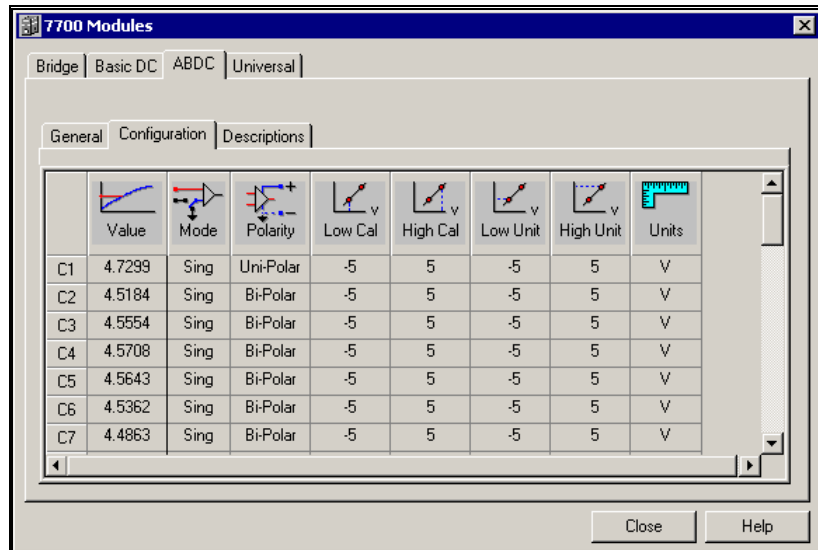 7700 Modules
Bridge Basic DC ABDC Universal
General Configuration Descriptions
V V V V
Value Mode Polarity Low Cal High Cal Low Unit High Unit Units
C1 4.7299 Sing Uni-Polar -5 5 -5 5 V
C2 4.5184 Sing Bi-Polar -5 5 -5 5 V
C3 4.5554 Sing Bi-Polar -5 5 -5 5 V
C4 4.5708 Sing Bi-Polar -5 5 -5 5 V
C5 4.5643 Sing Bi-Polar -5 5 -5 5 V
C6 4.5362 Sing Bi-Polar -5 5 -5 5 V
C7 4.4863 Sing Bi-Polar -5 5 -5 5 V
Close Help